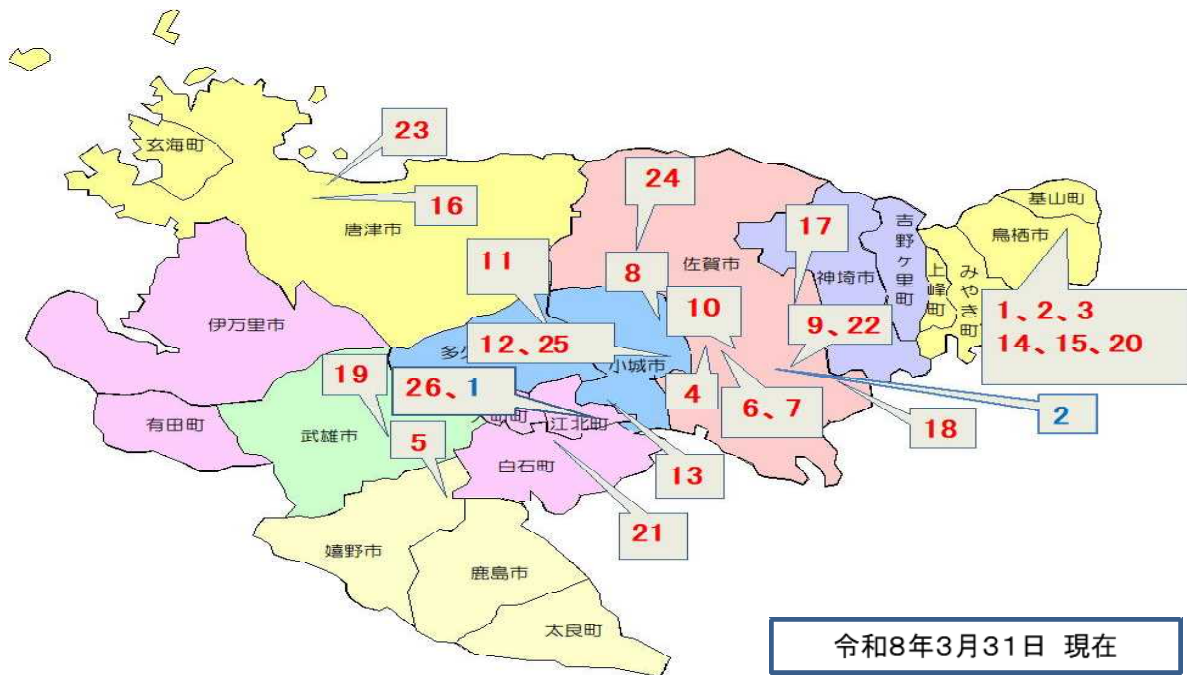 玄海町
23
16
唐津市
24
17
吉野ヶ里町
基山町
鳥栖市
11
8
佐賀市
神埼市
上峰町
みやき町
10
伊万里市
12、25
9、22
1、2、3
14、15、20
多久
小城市
19
26、1
4
6、7
2
18
有田町
武雄市
5
町
江北町
白石町
13
21
嬉野市
鹿島市
太良町
令和8年3月31日 現在